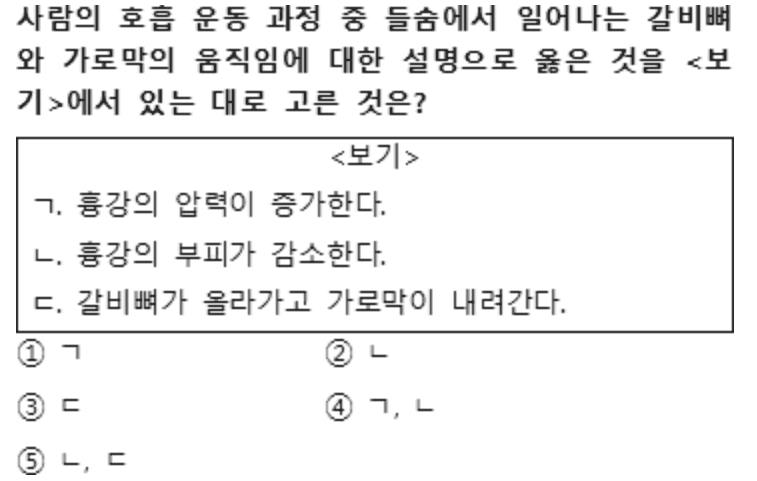 사람의 호흡 운동 과정 중 들숨에서 일어나는 갈비뼈
와 가로막의 움직임에 대한 설명으로 옳은 것을 <보
기>에서 있는 대로 고른 것은?
<보기>
ㄱ. 흉강의 압력이 증가한다.
ㄴ. 흉강의 부피가 감소한다.
ㄷ. 갈비뼈가 올라가고 가로막이 내려간다.
① ㄱ ② ㄴ
③ ㄷ ④ ㄱ, ㄴ
⑤ ㄴ, ㄷ